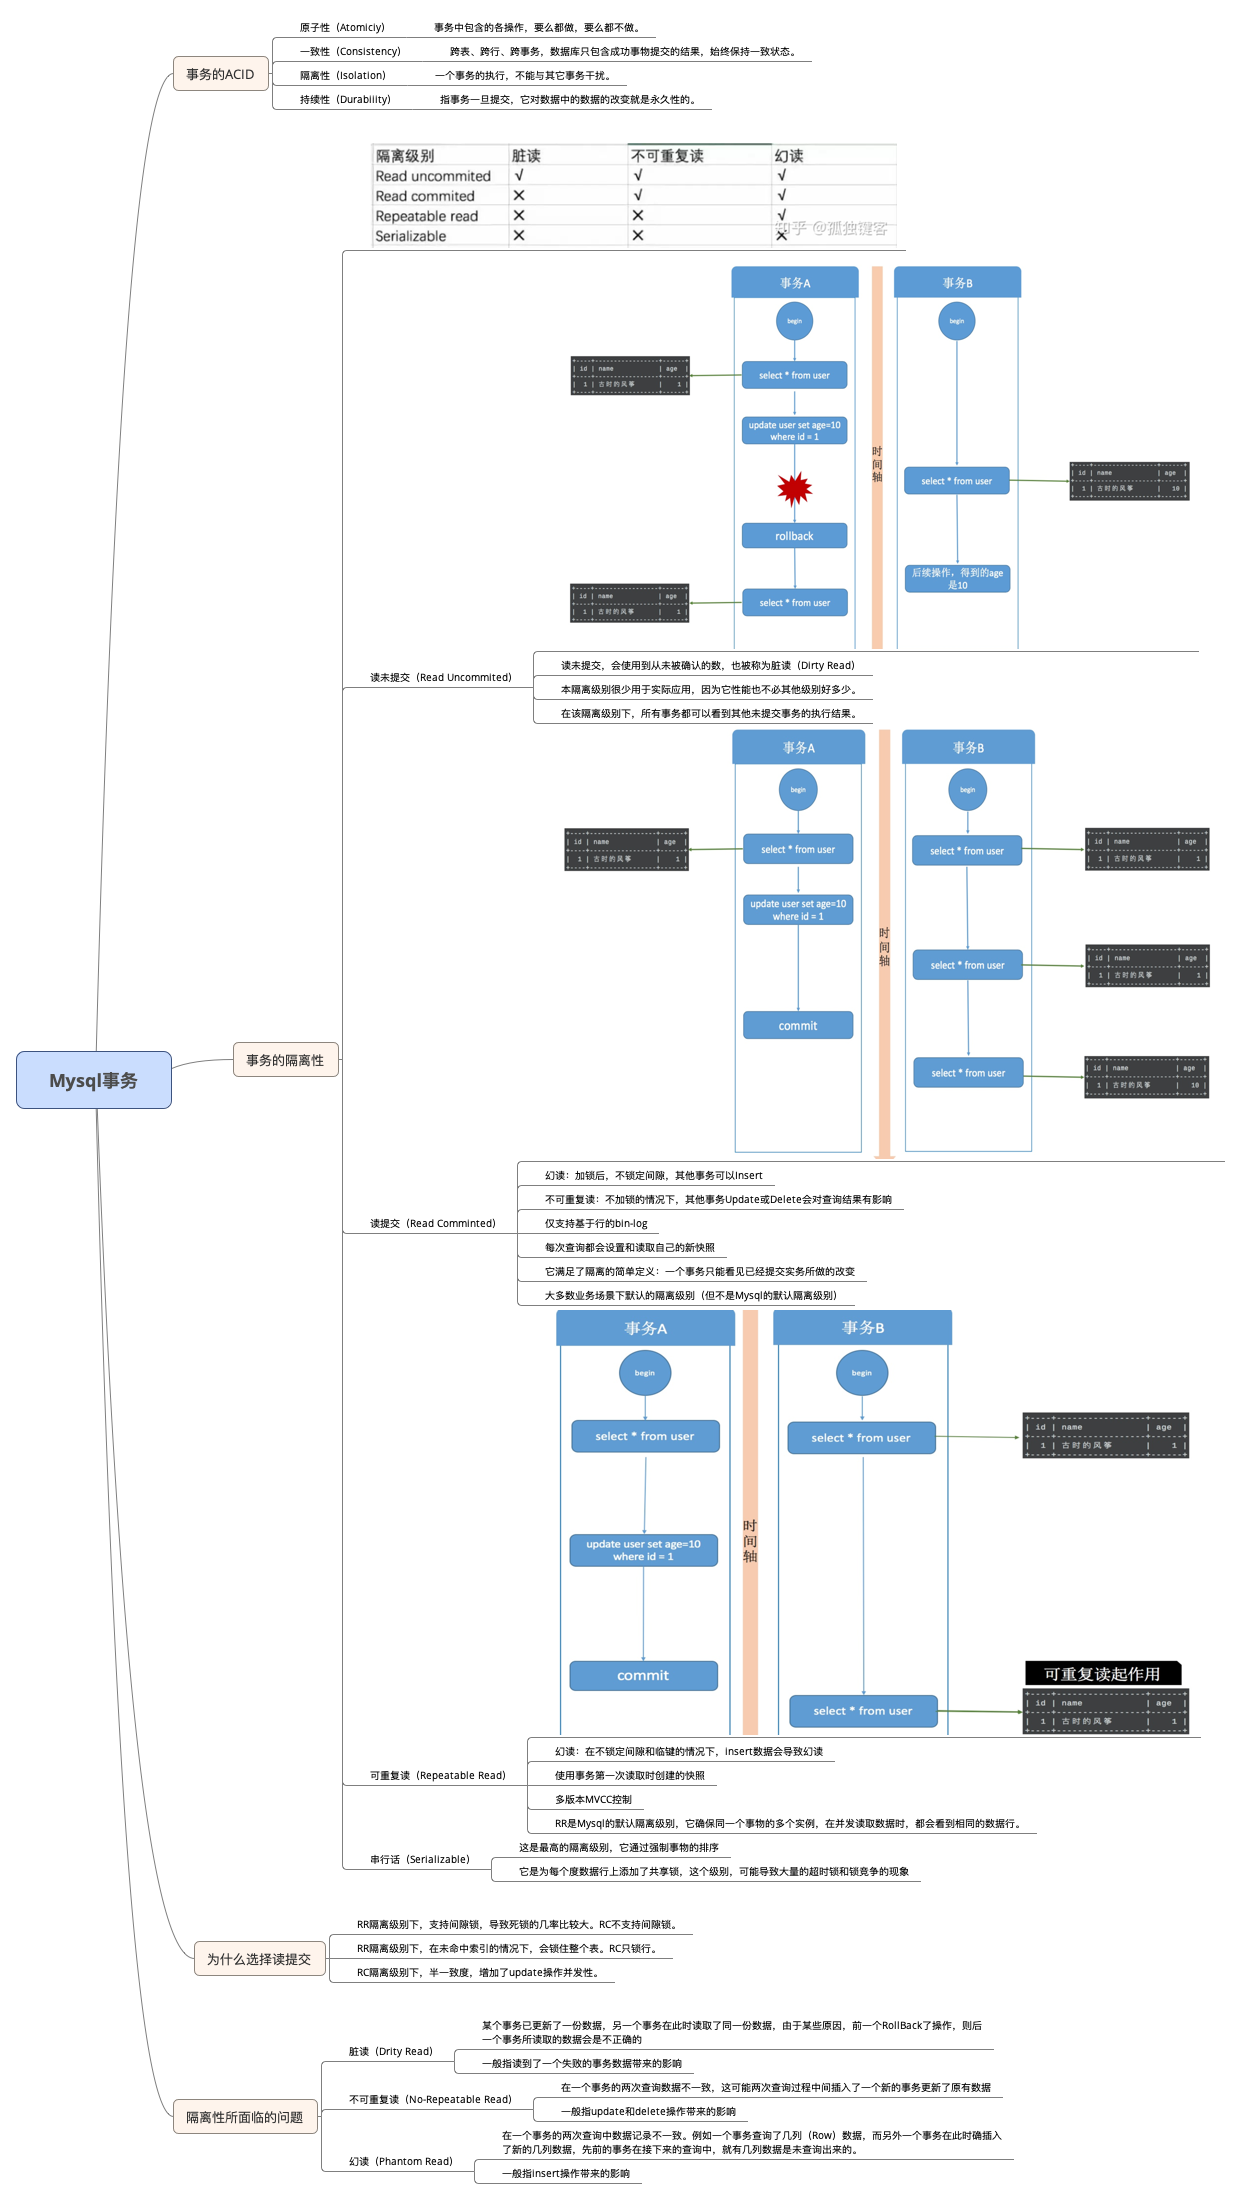 原子性（Atomiciy） 事务中包含的各操作，要么都做，要么都不做。
一致性（Consistency） 跨表、跨行、跨事务，数据库只包含成功事物提交的结果，始终保持一致状态。
事务的ACID
隔离性（Isolation） 一个事务的执行，不能与其它事务干扰。
持续性（Durabiiity） 指事务一旦提交，它对数据中的数据的改变就是永久性的。
隔离级别 脏读 不可重复读 幻读
Read uncommited √ √ √
Read commited × √ √
Repeatable read × × √
Serializable × × ×
知乎 @孤独键客
事务A 事务B
begin begin
select * from user
| id | name | age |
| 1 | 古时的风筝 | 1 |
update user set age=10
where id = 1
时
间
轴
select * from user
| id | name | age |
| 1 | 古时的风筝 | 10 |
rollback
后续操作，得到的age
是10
select * from user
| id | name | age |
| 1 | 古时的风筝 | 1 |
读未提交（Read Uncommited）
读未提交，会使用到从未被确认的数，也被称为脏读（Dirty Read）
本隔离级别很少用于实际应用，因为它性能也不必其他级别好多少。
在该隔离级别下，所有事务都可以看到其他未提交事务的执行结果。
事务A 事务B
begin begin
select * from user select * from user
| id | name | age | | id | name | age |
| 1 | 古时的风筝 | 1 | | 1 | 古时的风筝 | 1 |
update user set age=10
where id = 1
时
间
轴
select * from user
| id | name | age |
| 1 | 古时的风筝 | 1 |
commit
select * from user
| id | name | age |
| 1 | 古时的风筝 | 10 |
Mysql事务
事务的隔离性
读提交（Read Comminted）
幻读：加锁后，不锁定间隙，其他事务可以Insert
不可重复读：不加锁的情况下，其他事务Update或Delete会对查询结果有影响
仅支持基于行的bin-log
每次查询都会设置和读取自己的新快照
它满足了隔离的简单定义：一个事务只能看见已经提交实务所做的改变
大多数业务场景下默认的隔离级别（但不是Mysql的默认隔离级别）
事务A 事务B
begin begin
select * from user select * from user
| id | name | age |
| 1 | 古时的风筝 | 1 |
时
间
轴
update user set age=10
where id = 1
commit
可重复读起作用
select * from user
| id | name | age |
| 1 | 古时的风筝 | 1 |
可重复读（Repeatable Read）
幻读：在不锁定间隙和临键的情况下，insert数据会导致幻读
使用事务第一次读取时创建的快照
多版本MVCC控制
RR是Mysql的默认隔离级别，它确保同一个事物的多个实例，在并发读取数据时，都会看到相同的数据行。
串行话（Serializable）
这是最高的隔离级别，它通过强制事物的排序
它是为每个度数据行上添加了共享锁，这个级别，可能导致大量的超时锁和锁竞争的现象
为什么选择读提交
RR隔离级别下，支持间隙锁，导致死锁的几率比较大。RC不支持间隙锁。
RR隔离级别下，在未命中索引的情况下，会锁住整个表。RC只锁行。
RC隔离级别下，半一致度，增加了update操作并发性。
隔离性所面临的问题
脏读（Drity Read）
某个事务已更新了一份数据，另一个事务在此时读取了同一份数据，由于某些原因，前一个RollBack了操作，则后
一个事务所读取的数据会是不正确的
一般指读到了一个失败的事务数据带来的影响
不可重复读（No-Repeatable Read）
在一个事务的两次查询数据不一致，这可能两次查询过程中间插入了一个新的事务更新了原有数据
一般指update和delete操作带来的影响
幻读（Phantom Read）
在一个事务的两次查询中数据记录不一致。例如一个事务查询了几列（Row）数据，而另外一个事务在此时确插入
了新的几列数据，先前的事务在接下来的查询中，就有几列数据是未查询出来的。
一般指insert操作带来的影响